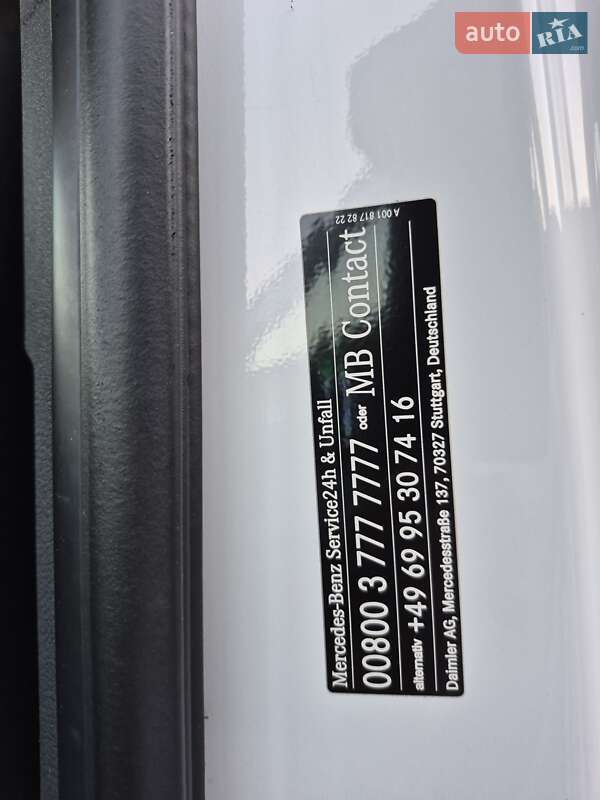 auto RIA .com
A 001 817 82 22
Mercedes-Benz Service24h & Unfall
00800 3 777 7777 oder MB Contact
alternativ +49 69 95 30 74 16
Daimler AG, Mercedesstraße 137, 70327 Stuttgart, Deutschland